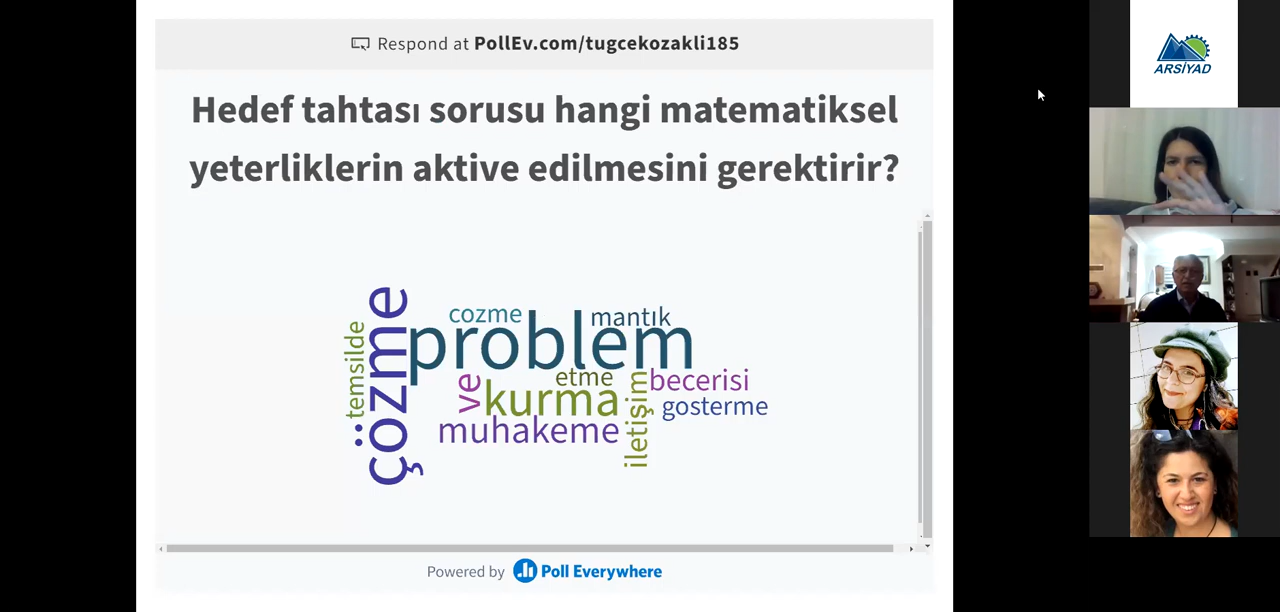 Respond at PollEv.com/tugcekozakli185
Hedef tahtası sorusu hangi matematiksel
yeterliklerin aktive edilmesini gerektirir?
temsilde
çözme
cozme
mantık
problem
etme
becerisi
ve
kurma
iletişim
gosterme
muhakeme
Powered by Poll Everywhere
ARSİYAD